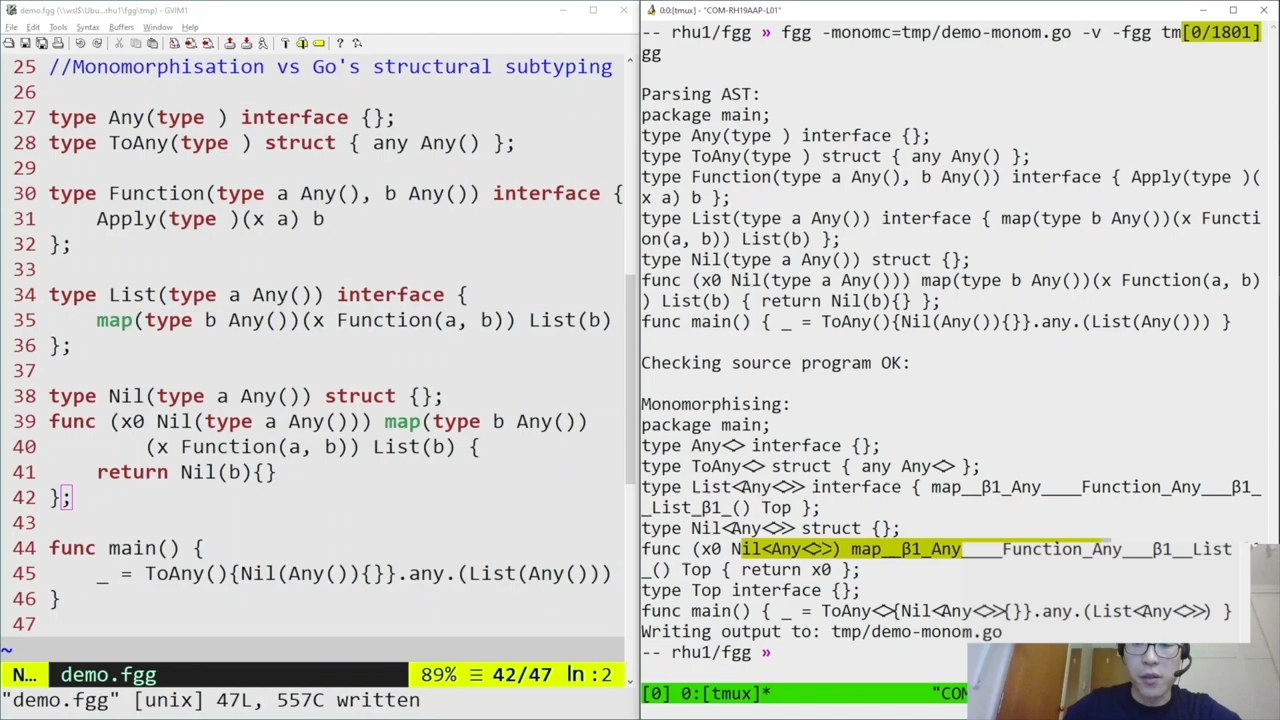 demo.fgg (\\wsl$\Ubu... rhu1\fgg\tmp) - GVIM1
File Edit Tools Syntax Buffers Window Help
25 //Monomorphisation vs Go's structural subtyping
26
27 type Any(type ) interface {};
28 type ToAny(type ) struct { any Any() };
29
30 type Function(type a Any(), b Any()) interface {
31 Apply(type )(x a) b
32 };
33
34 type List(type a Any()) interface {
35 map(type b Any())(x Function(a, b)) List(b)
36 };
37
38 type Nil(type a Any()) struct {};
39 func (x0 Nil(type a Any())) map(type b Any())
40 (x Function(a, b)) List(b) {
41 return Nil(b){}
42 };
43
44 func main() {
45 _ = ToAny(){Nil(Any()){}}.any.(List(Any()))
46 }
47
~
N... demo.fgg 89% ☰ 42/47 ln :2
"demo.fgg" [unix] 47L, 557C written
0:0:[tmux]* "COM-RH19AAP-L01"
-- rhu1/fgg » fgg -monomc=tmp/demo-monom.go -v -fgg tm[0/1801]
gg
Parsing AST:
package main;
type Any(type ) interface {};
type ToAny(type ) struct { any Any() };
type Function(type a Any(), b Any()) interface { Apply(type )(
x a) b };
type List(type a Any()) interface { map(type b Any())(x Functi
on(a, b)) List(b) };
type Nil(type a Any()) struct {};
func (x0 Nil(type a Any())) map(type b Any())(x Function(a, b)
) List(b) { return Nil(b){} };
func main() { _ = ToAny(){Nil(Any()){}}.any.(List(Any())) }
Checking source program OK:
Monomorphising:
package main;
type Any<> interface {};
type ToAny<> struct { any Any<> };
type List<Any<>> interface { map__β1_Any____Function_Any___β1_
_List_β1_() Top };
type Nil<Any<>> struct {};
func (x0 Nil<Any<>>) map__β1_Any____Function_Any___β1__List
_() Top { return x0 };
type Top interface {};
func main() { _ = ToAny<>{Nil<Any<>>{}}.any.(List<Any<>>) }
Writing output to: tmp/demo-monom.go
-- rhu1/fgg »
[0] 0:[tmux]* "COM